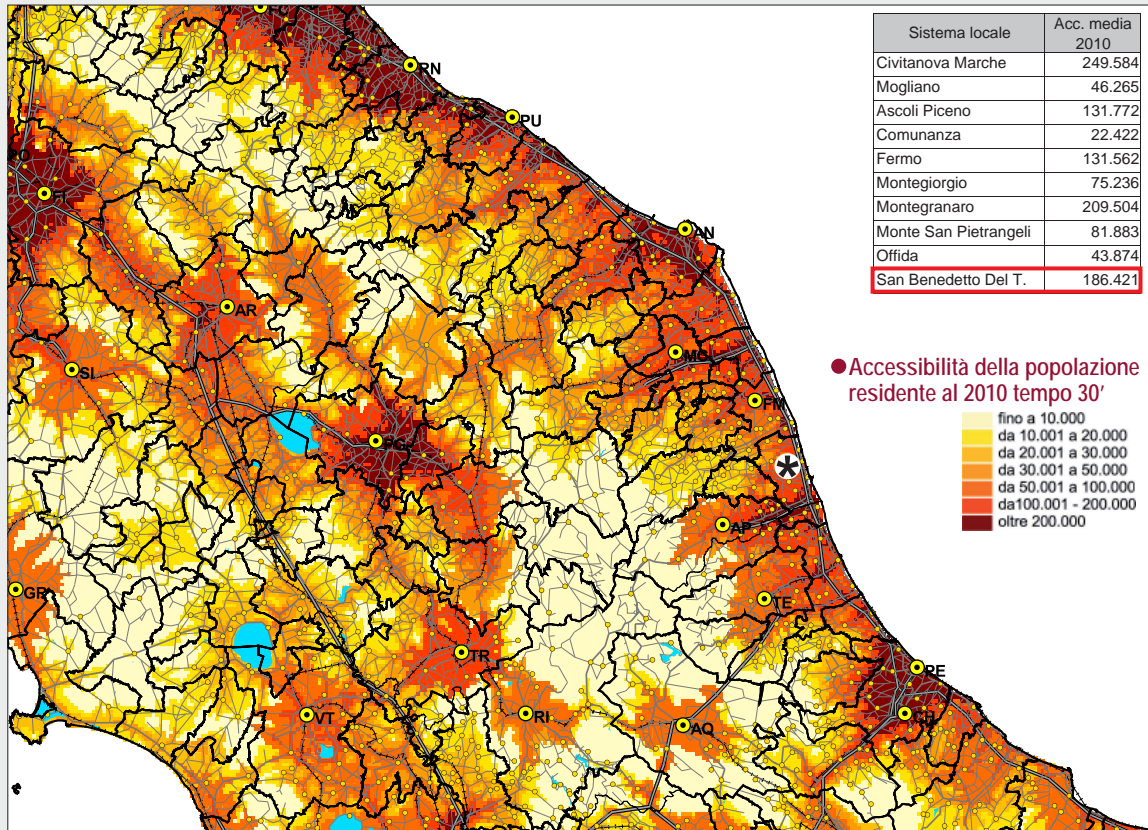 Sistema locale
Acc. media
2010
Civitanova Marche 249.584
Mogliano 46.265
Ascoli Piceno 131.772
Comunanza 22.422
Fermo 131.562
Montegiorgio 75.236
Montegranaro 209.504
Monte San Pietrangeli 81.883
Offida 43.874
San Benedetto Del T. 186.421
Accessibilità della popolazione
residente al 2010 tempo 30′
fino a 10.000
da 10.001 a 20.000
da 20.001 a 30.000
da 30.001 a 50.000
da 50.001 a 100.000
da100.001 - 200.000
oltre 200.000
RN
PU
AN
AR
MC
SI
FM
AP
GR
TE
TR
PE
VT
RI
AQ
CH